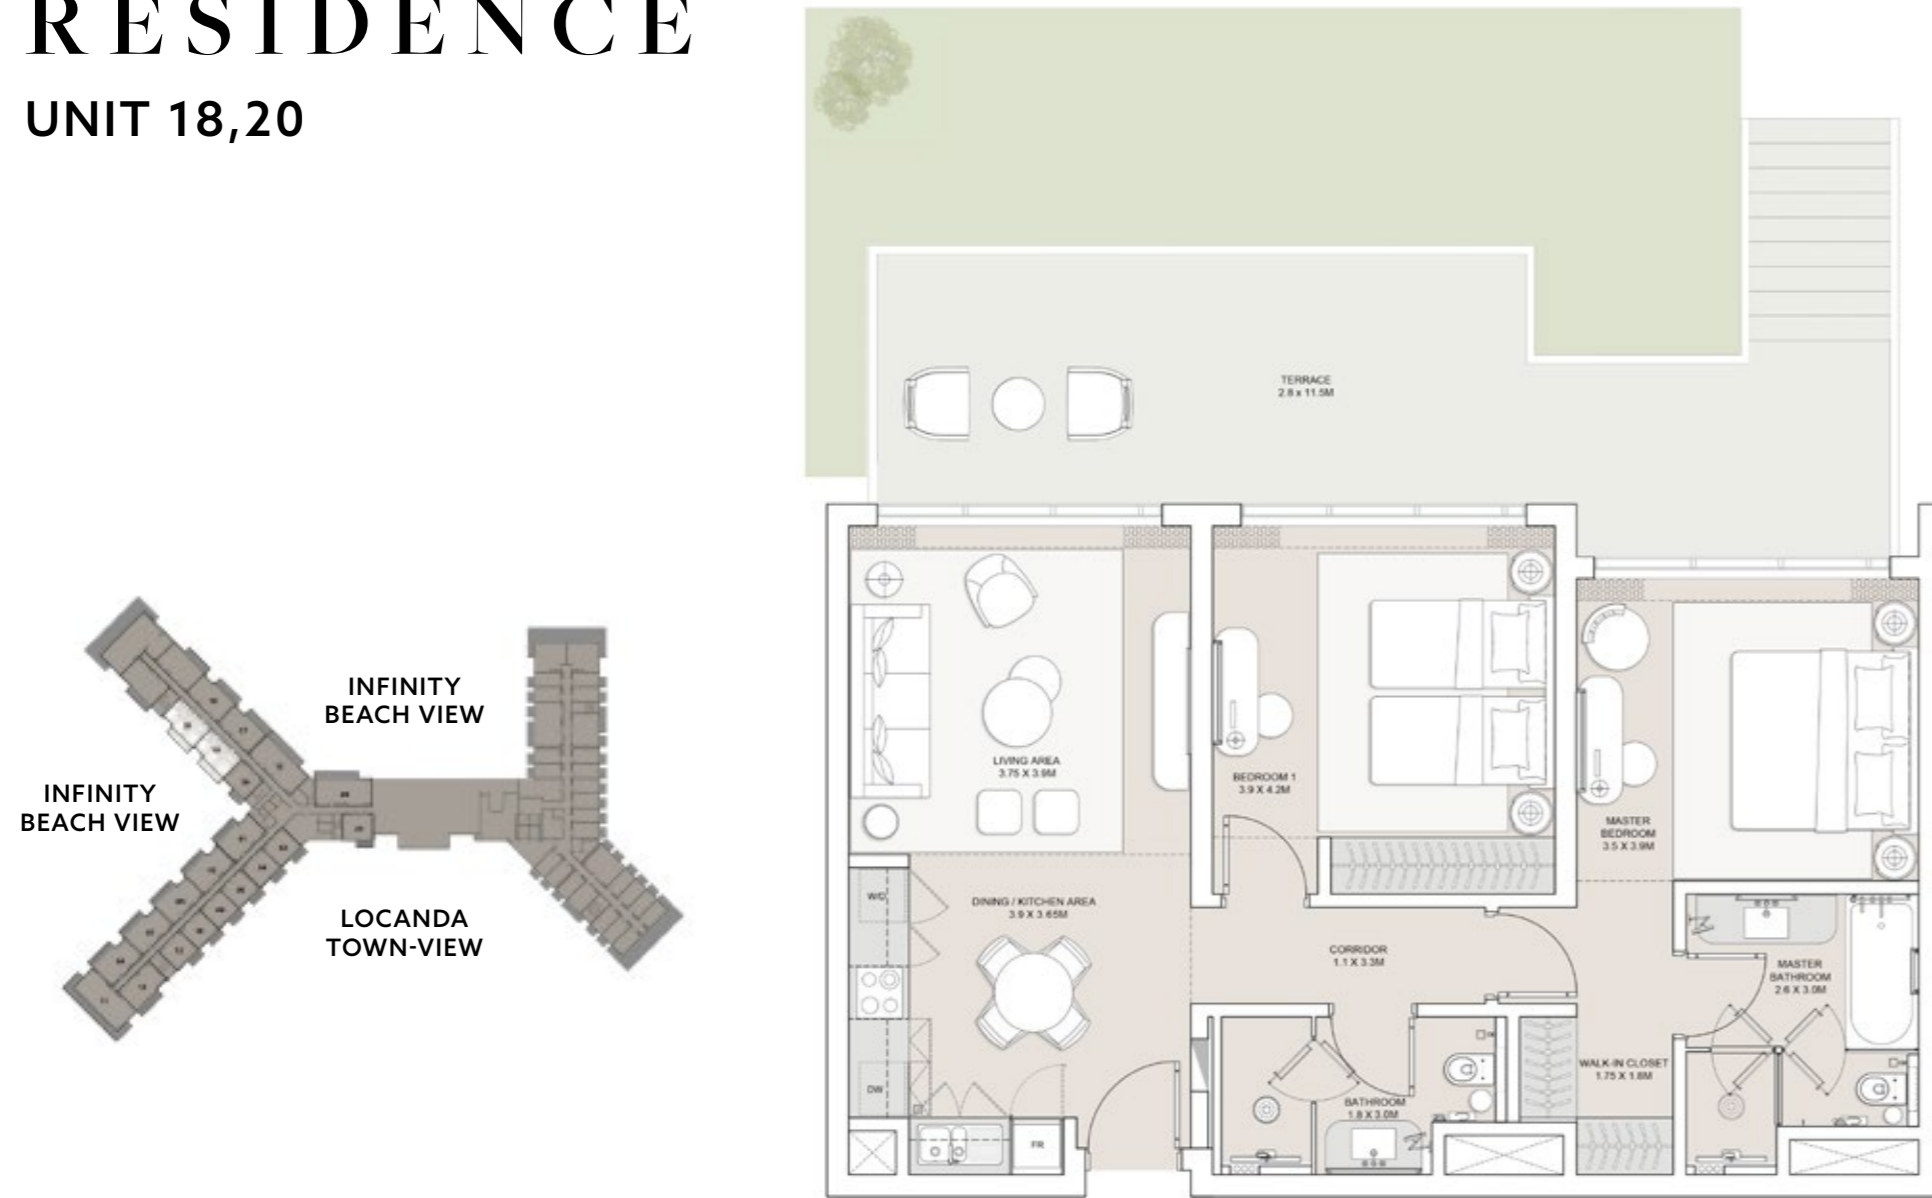 RESIDENCE
UNIT 18,20
TERRACE
2.8 x 11.5M
INFINITY
BEACH VIEW
INFINITY
BEACH VIEW
LOCANDA
TOWN-VIEW
LIVING AREA
3.75 X 3.9M
BEDROOM 1
3.9 X 4.2M
MASTER
BEDROOM
3.5 X 3.9M
W/D
DINING / KITCHEN AREA
3.9 X 3.65M
CORRIDOR
1.1 X 3.3M
MASTER
BATHROOM
2.6 X 3.0M
WALK-IN CLOSET
1.75 X 1.8M
DW
BATHROOM
1.8 X 3.0M
FR